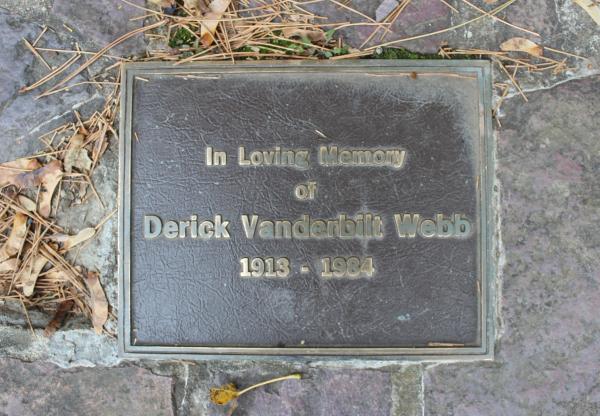 In Loving Memory
of
Derick Vanderbilt Webb
1913 - 1984